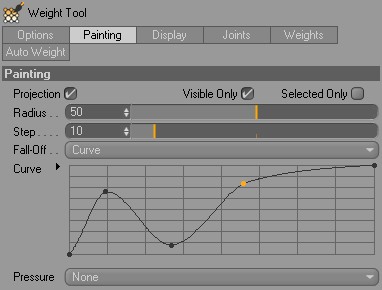 Weight Tool
Options Painting Display Joints Weights
Auto Weight
Painting
Projection Visible Only Selected Only
Radius . . 50
Step . . . . 10
Fall-Off . . Curve
Curve
Pressure None